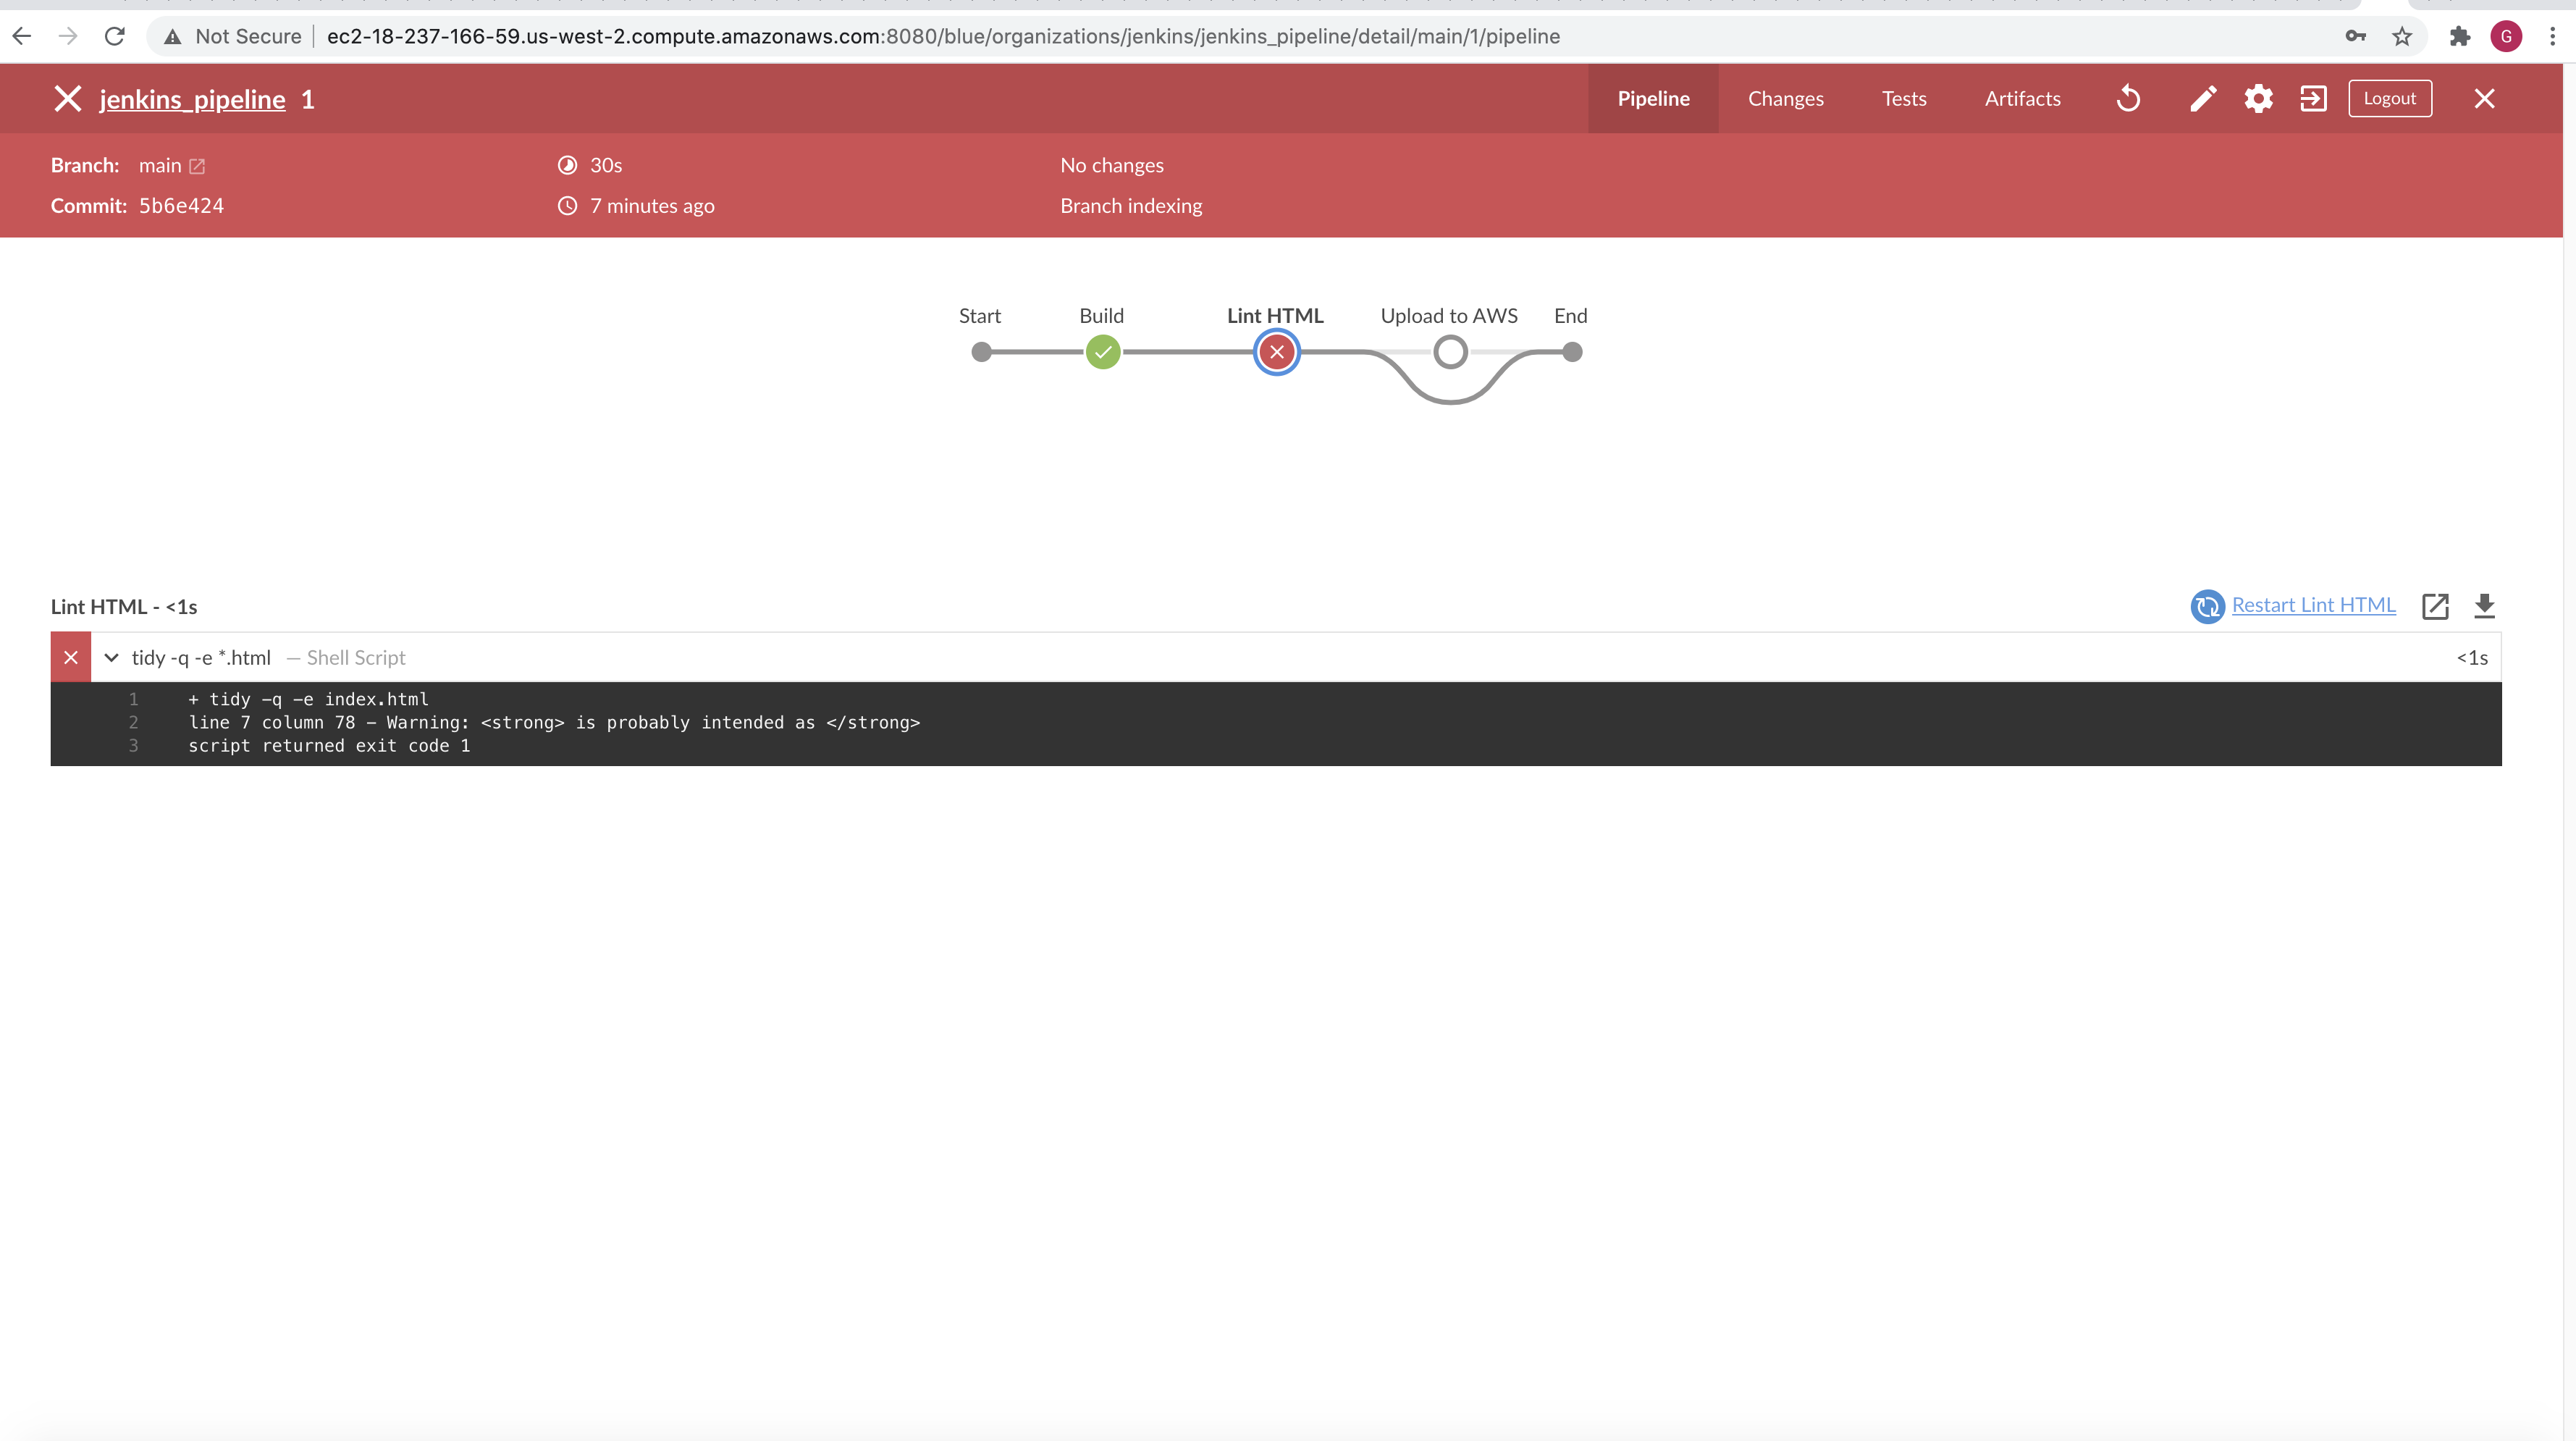 Not Secure ec2-18-237-166-59.us-west-2.compute.amazonaws.com:8080/blue/organizations/jenkins/jenkins_pipeline/detail/main/1/pipeline G
jenkins_pipeline 1 Pipeline Changes Tests Artifacts Logout
Branch: main 30s No changes
Commit: 5b6e424 7 minutes ago Branch indexing
Start Build Lint HTML Upload to AWS End
Lint HTML - <1s Restart Lint HTML
tidy -q -e *.html — Shell Script <1s
1 + tidy -q -e index.html
2 line 7 column 78 - Warning: <strong> is probably intended as </strong>
3 script returned exit code 1